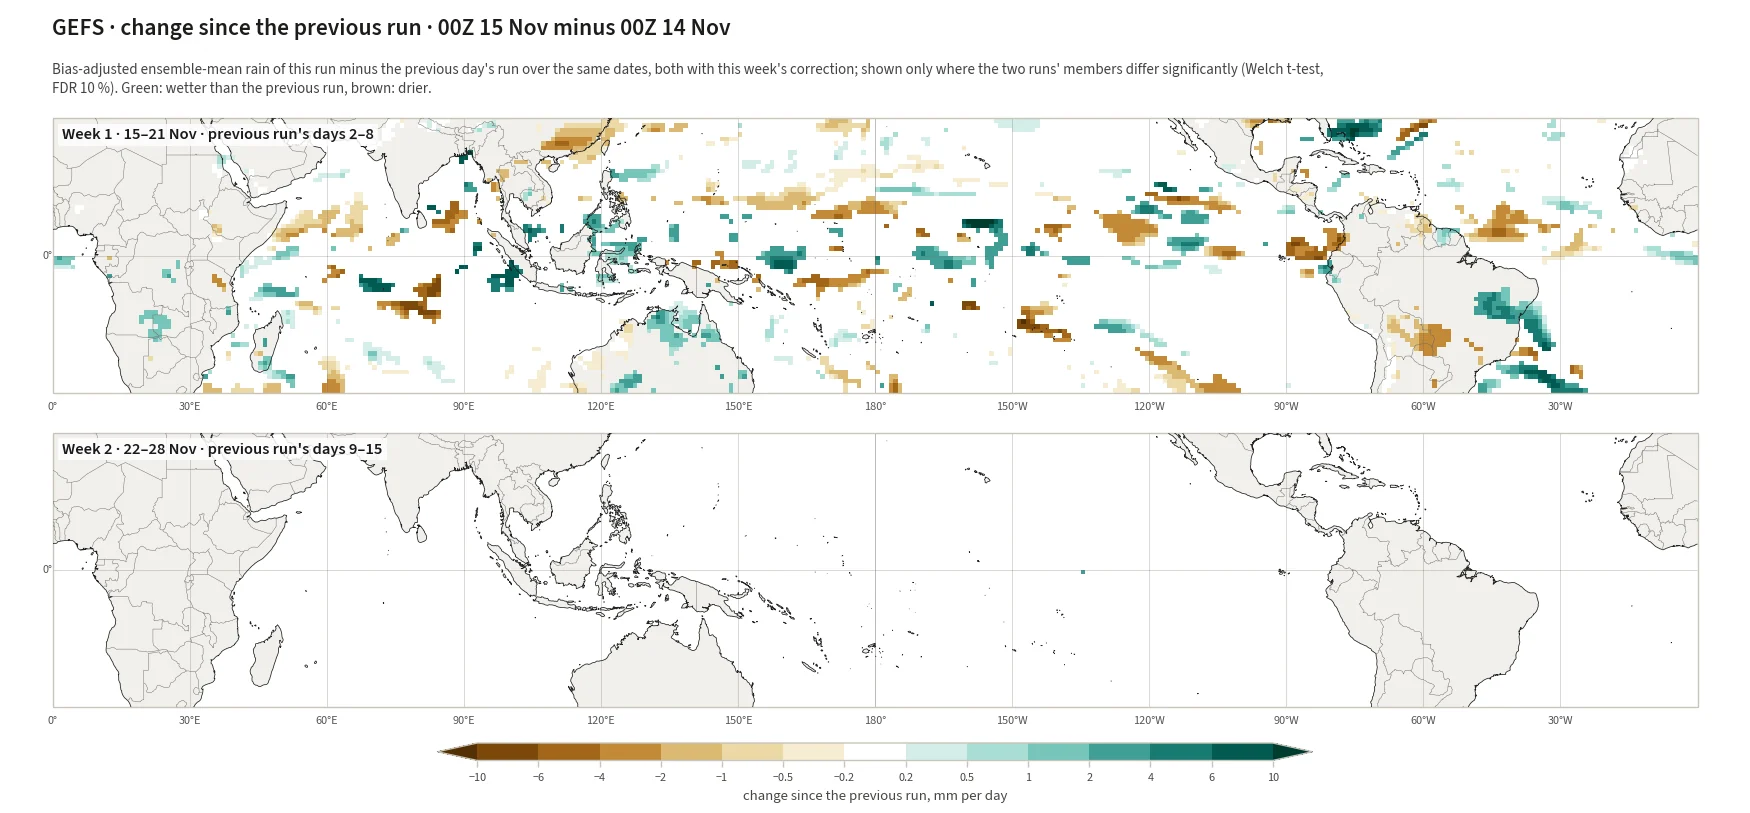 GEFS · change since the previous run · 00Z 15 Nov minus 00Z 14 Nov
Bias-adjusted ensemble-mean rain of this run minus the previous day's run over the same dates, both with this week's correction; shown only where the two runs' members differ significantly (Welch t-test,
FDR 10 %). Green: wetter than the previous run, brown: drier.
Week 1 · 15–21 Nov · previous run's days 2–8
0°
0° 30°E 60°E 90°E 120°E 150°E 180° 150°W 120°W 90°W 60°W 30°W
Week 2 · 22–28 Nov · previous run's days 9–15
0°
0° 30°E 60°E 90°E 120°E 150°E 180° 150°W 120°W 90°W 60°W 30°W
−10 −6 −4 −2 −1 −0.5 −0.2 0.2 0.5 1 2 4 6 10
change since the previous run, mm per day